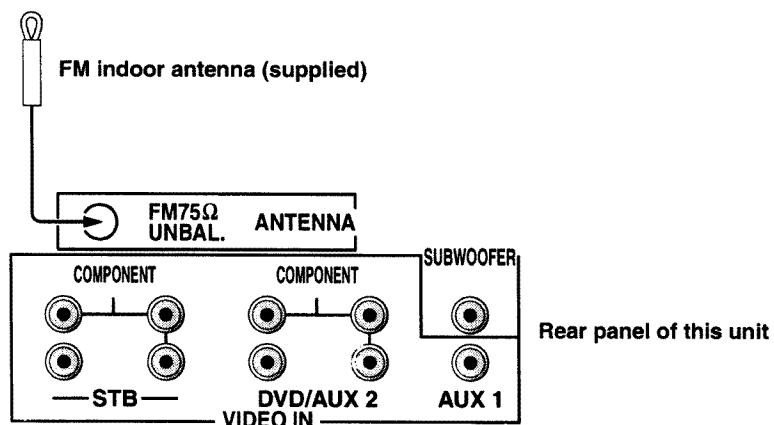 FM indoor antenna (supplied)
FM75Ω
UNBAL.
ANTENNA
SUBWOOFER
COMPONENT
COMPONENT
Rear panel of this unit
STB
DVD/AUX 2
AUX 1
VIDEO IN